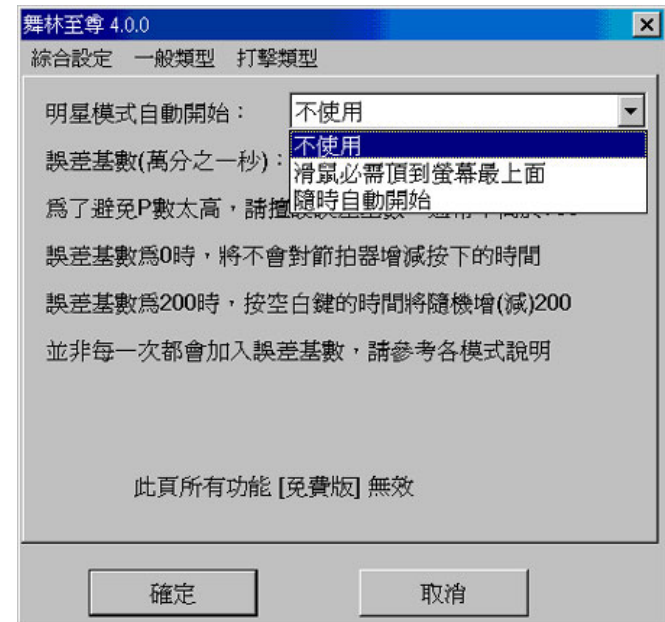 舞林至尊 4.0.0
綜合設定 一般類型 打擊類型
明星模式自動開始： 不使用
不使用
滑鼠必需頂到螢幕最上面
隨時自動開始
誤差基數(萬分之一秒)：
為了避免P數太高，請擅
誤差基數為0時，將不會對節拍器增減按下的時間
誤差基數為200時，按空白鍵的時間將隨機增(減)200
並非每一次都會加入誤差基數，請參考各模式說明
此頁所有功能 [免費版] 無效
確定 取消